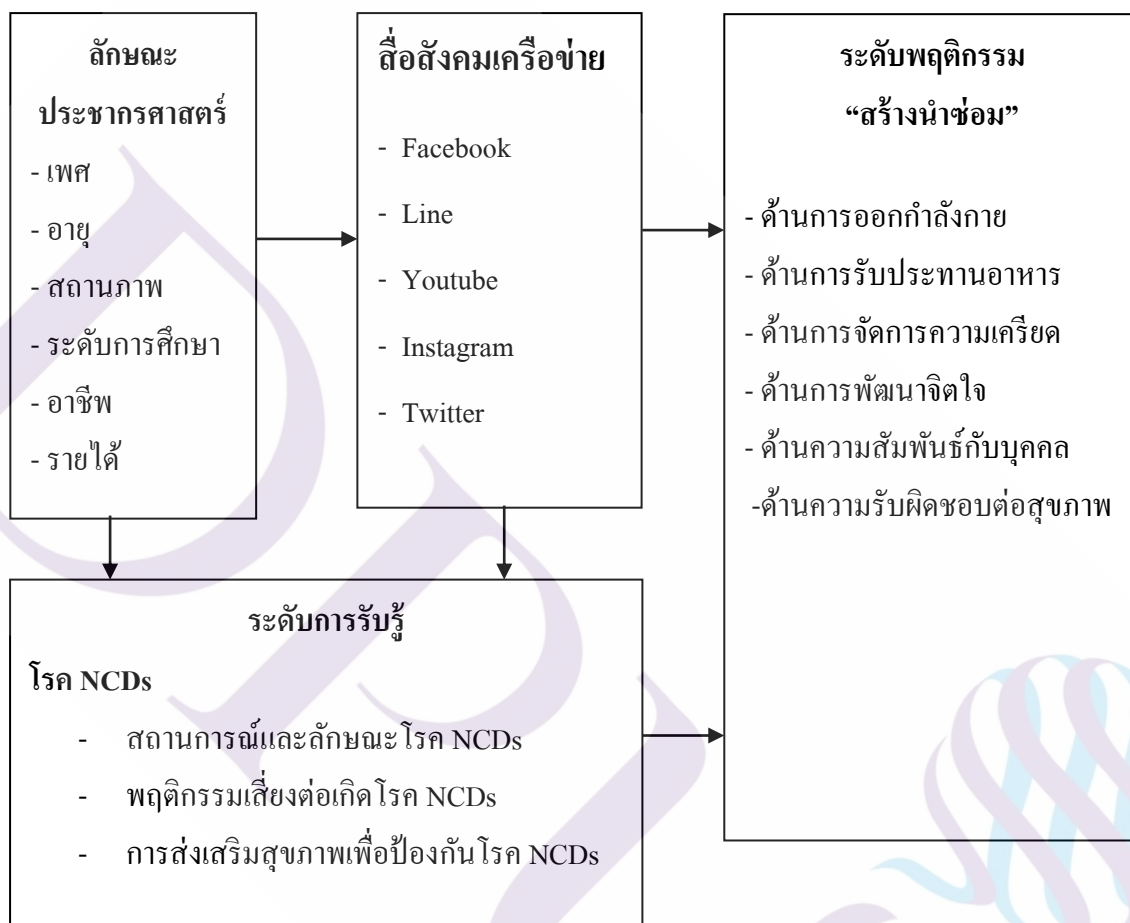 ลักษณะ
ประชากรศาสตร์
- เพศ
- อายุ
- สถานภาพ
- ระดับการศึกษา
- อาชีพ
- รายได้
สื่อสังคมเครือข่าย
- Facebook
- Line
- Youtube
- Instagram
- Twitter
ระดับพฤติกรรม
“สร้างนำซ่อม”
- ด้านการออกกำลังกาย
- ด้านการรับประทานอาหาร
- ด้านการจัดการความเครียด
- ด้านการพัฒนาจิตใจ
- ด้านความสัมพันธ์กับบุคคล
-ด้านความรับผิดชอบต่อสุขภาพ
ระดับการรับรู้
โรค NCDs
- สถานการณ์และลักษณะโรค NCDs
- พฤติกรรมเสี่ยงต่อเกิดโรค NCDs
- การส่งเสริมสุขภาพเพื่อป้องกันโรค NCDs